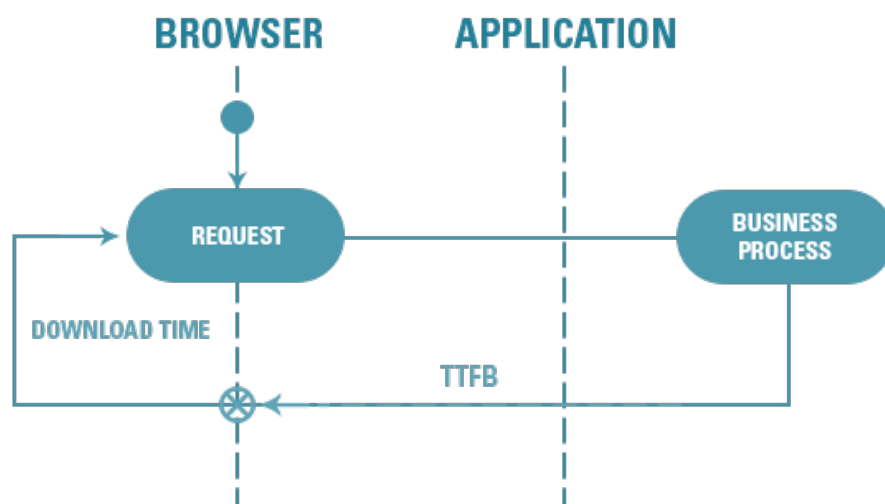 BROWSER
APPLICATION
REQUEST
BUSINESS
PROCESS
DOWNLOAD TIME
TTFB